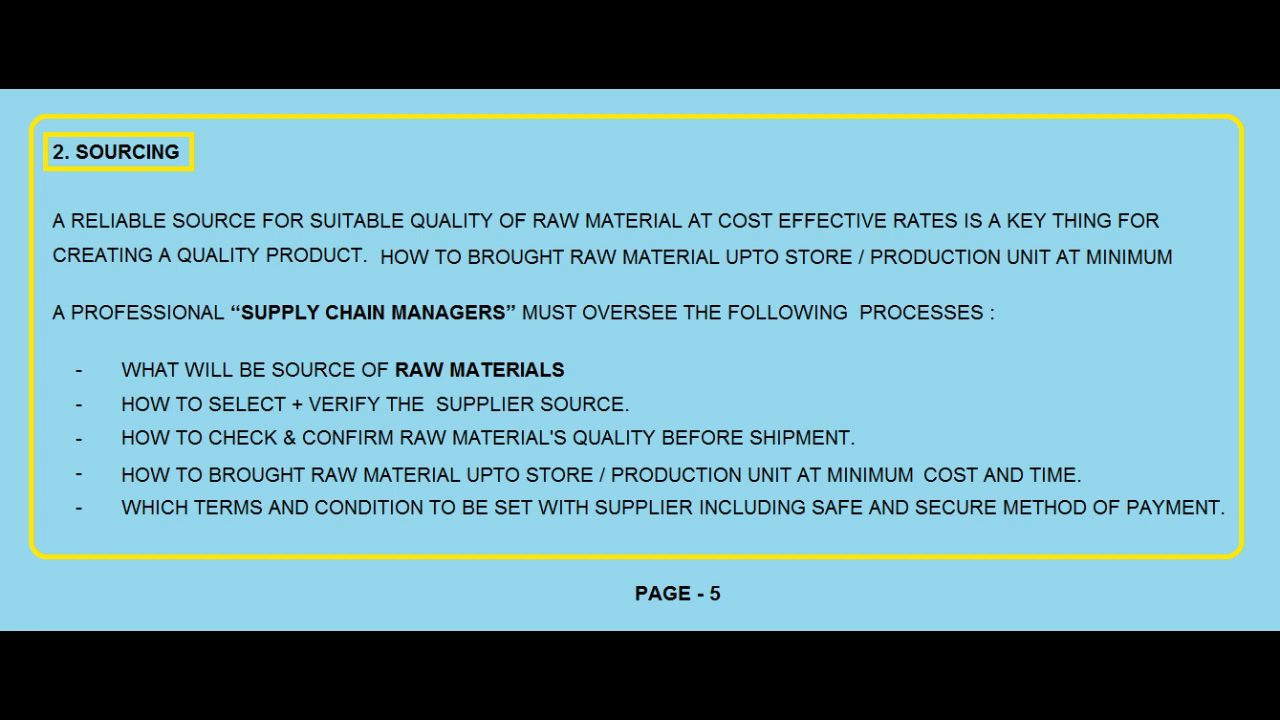 2. SOURCING
A RELIABLE SOURCE FOR SUITABLE QUALITY OF RAW MATERIAL AT COST EFFECTIVE RATES IS A KEY THING FOR
CREATING A QUALITY PRODUCT. HOW TO BROUGHT RAW MATERIAL UPTO STORE / PRODUCTION UNIT AT MINIMUM
A PROFESSIONAL “SUPPLY CHAIN MANAGERS” MUST OVERSEE THE FOLLOWING PROCESSES :
- WHAT WILL BE SOURCE OF RAW MATERIALS
- HOW TO SELECT + VERIFY THE SUPPLIER SOURCE.
- HOW TO CHECK & CONFIRM RAW MATERIAL'S QUALITY BEFORE SHIPMENT.
- HOW TO BROUGHT RAW MATERIAL UPTO STORE / PRODUCTION UNIT AT MINIMUM COST AND TIME.
- WHICH TERMS AND CONDITION TO BE SET WITH SUPPLIER INCLUDING SAFE AND SECURE METHOD OF PAYMENT.
PAGE - 5